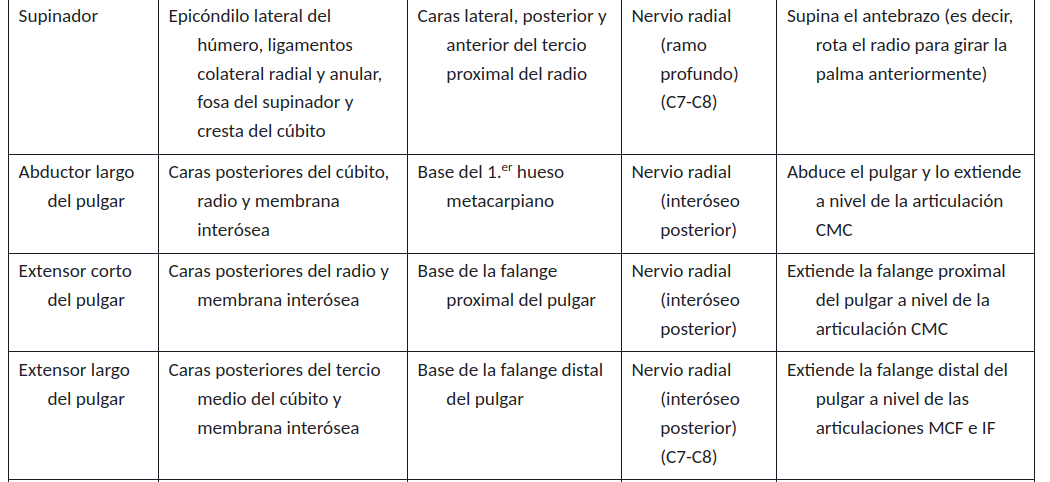 Supinador
Epicóndilo lateral del
húmero, ligamentos
colateral radial y anular,
fosa del supinador y
cresta del cúbito
Caras lateral, posterior y
anterior del tercio
proximal del radio
Nervio radial
(ramo
profundo)
(C7-C8)
Supina el antebrazo (es decir,
rota el radio para girar la
palma anteriormente)
Abductor largo
del pulgar
Caras posteriores del cúbito,
radio y membrana
interósea
Base del 1.er hueso
metacarpiano
Nervio radial
(interóseo
posterior)
Abduce el pulgar y lo extiende
a nivel de la articulación
CMC
Extensor corto
del pulgar
Caras posteriores del radio y
membrana interósea
Base de la falange
proximal del pulgar
Nervio radial
(interóseo
posterior)
Extiende la falange proximal
del pulgar a nivel de la
articulación CMC
Extensor largo
del pulgar
Caras posteriores del tercio
medio del cúbito y
membrana interósea
Base de la falange distal
del pulgar
Nervio radial
(interóseo
posterior)
(C7-C8)
Extiende la falange distal del
pulgar a nivel de las
articulaciones MCF e IF